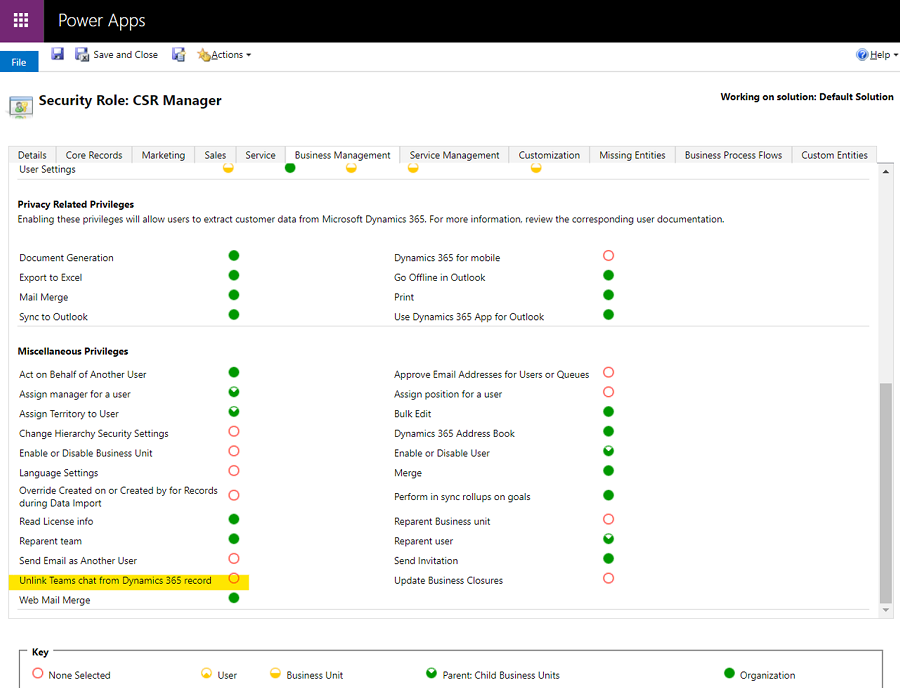 Power Apps
File Save and Close Actions Help
Security Role: CSR Manager
Working on solution: Default Solution
Details Core Records Marketing Sales Service Business Management Service Management Customization Missing Entities Business Process Flows Custom Entities
User Settings
Privacy Related Privileges
Enabling these privileges will allow users to extract customer data from Microsoft Dynamics 365. For more information, review the corresponding user documentation.
Document Generation Dynamics 365 for mobile
Export to Excel Go Offline in Outlook
Mail Merge Print
Sync to Outlook Use Dynamics 365 App for Outlook
Miscellaneous Privileges
Act on Behalf of Another User Approve Email Addresses for Users or Queues
Assign manager for a user Assign position for a user
Assign Territory to User Bulk Edit
Change Hierarchy Security Settings Dynamics 365 Address Book
Enable or Disable Business Unit Enable or Disable User
Language Settings Merge
Override Created on or Created by for Records
during Data Import Perform in sync rollups on goals
Read License info Reparent Business unit
Reparent team Reparent user
Send Email as Another User Send Invitation
Unlink Teams chat from Dynamics 365 record Update Business Closures
Web Mail Merge
Key
None Selected User Business Unit Parent: Child Business Units Organization